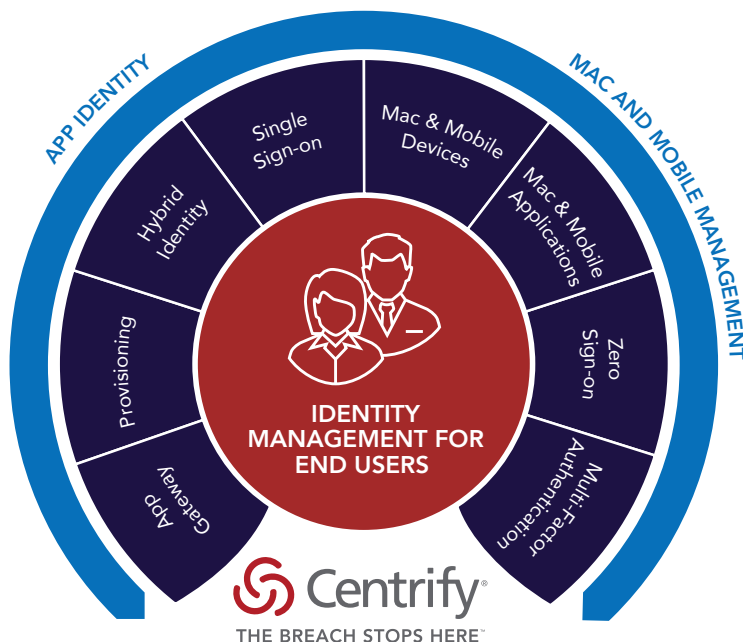 APP IDENTITY
MAC AND MOBILE MANAGEMENT
App
Gateway
Provisioning
Hybrid
Identity
Single
Sign-on
Mac & Mobile
Devices
Mac & Mobile
Applications
Zero
Sign-on
Multi-Factor
Authentication
IDENTITY
MANAGEMENT FOR
END USERS
Centrify®
THE BREACH STOPS HERE™